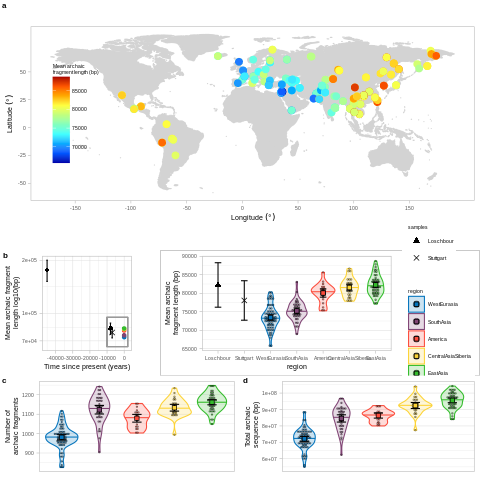 a
Mean archaic
fragment length (bp)
85000
80000
75000
70000
50
25
0
-25
-50
Latitude (°)
-150
-100
-50
0
50
100
150
Longitude (°)
samples
Loschbour
Stuttgart
region
WestEurasia
SouthAsia
America
CentralAsiaSiberia
EastAsia
b
Mean archaic fragment
length log10(bp)
2e+05
1e+05
7e+04
-40000 -30000 -20000 -10000 0
Time since present (years)
Mean archaic
fragment length (bp)
90000
85000
80000
75000
70000
65000
Loschbour Stuttgart WestEurasia SouthAsia America CentralAsiaSiberia EastAsia
region
c
Number of
archaic fragments
1200
1100
1000
900
d
Total archaic
sequence (bp)
1e+08
9e+07
8e+07
7e+07
6e+07